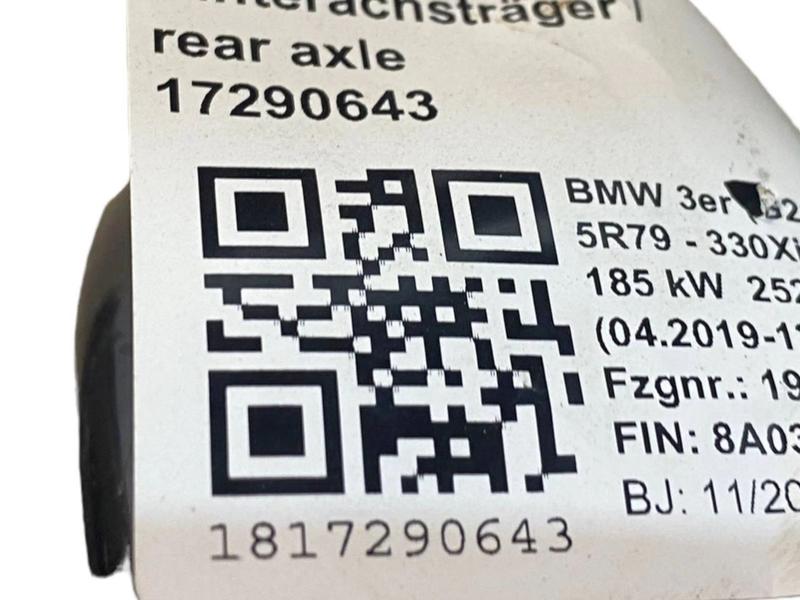 rear axle
17290643
BMW 3er
5R79 - 330Xi
185 kW 252
(04.2019-1
Fzgnr.: 19
FIN: 8A03
BJ: 11/20
1817290643